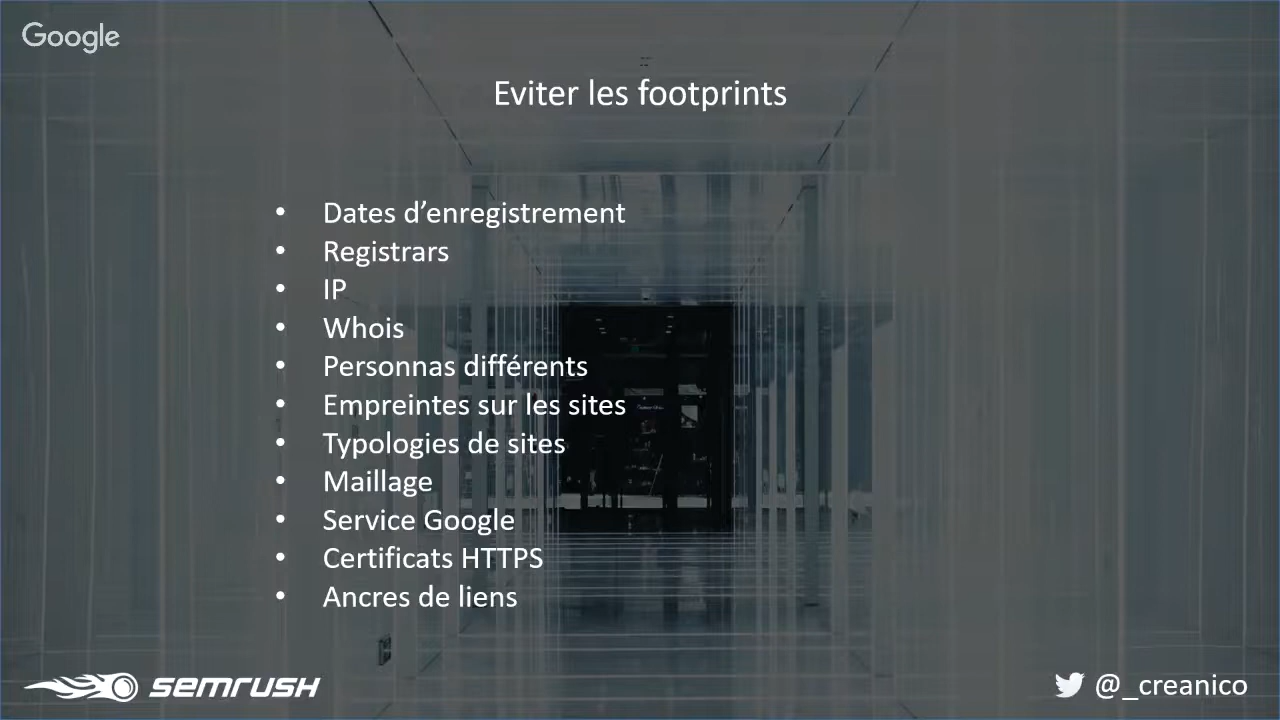 Google
Eviter les footprints
• Dates d’enregistrement
• Registrars
• IP
• Whois
• Personnas différents
• Empreintes sur les sites
• Typologies de sites
• Maillage
• Service Google
• Certificats HTTPS
• Ancres de liens
SEMRUSH
@_creanico